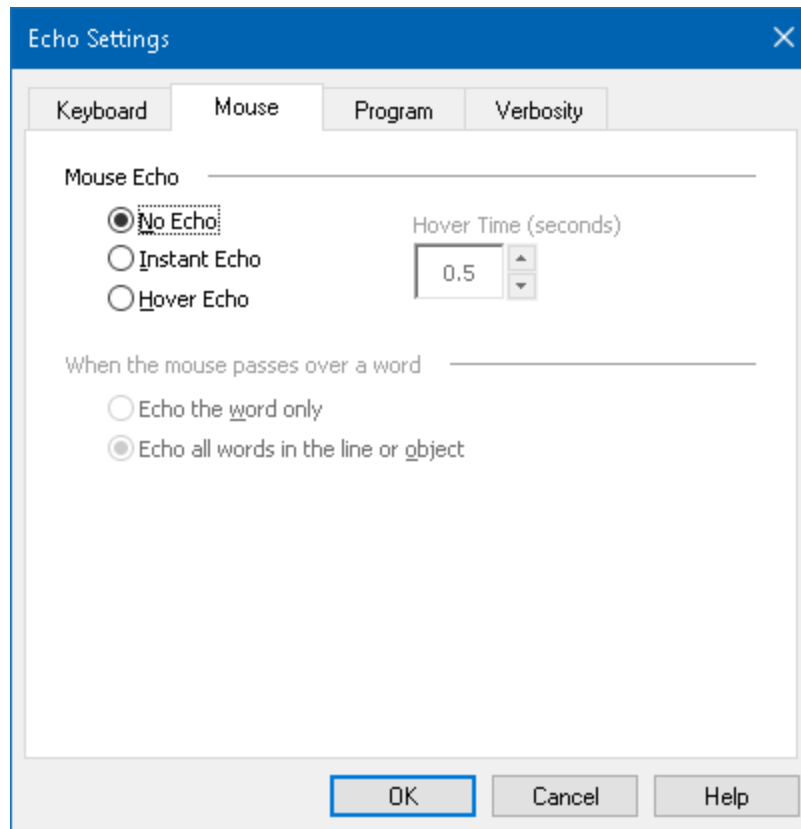 Echo Settings
Keyboard Mouse Program Verbosity
Mouse Echo
No Echo Hover Time (seconds)
Instant Echo 0.5
Hover Echo
When the mouse passes over a word
Echo the word only
Echo all words in the line or object
OK Cancel Help